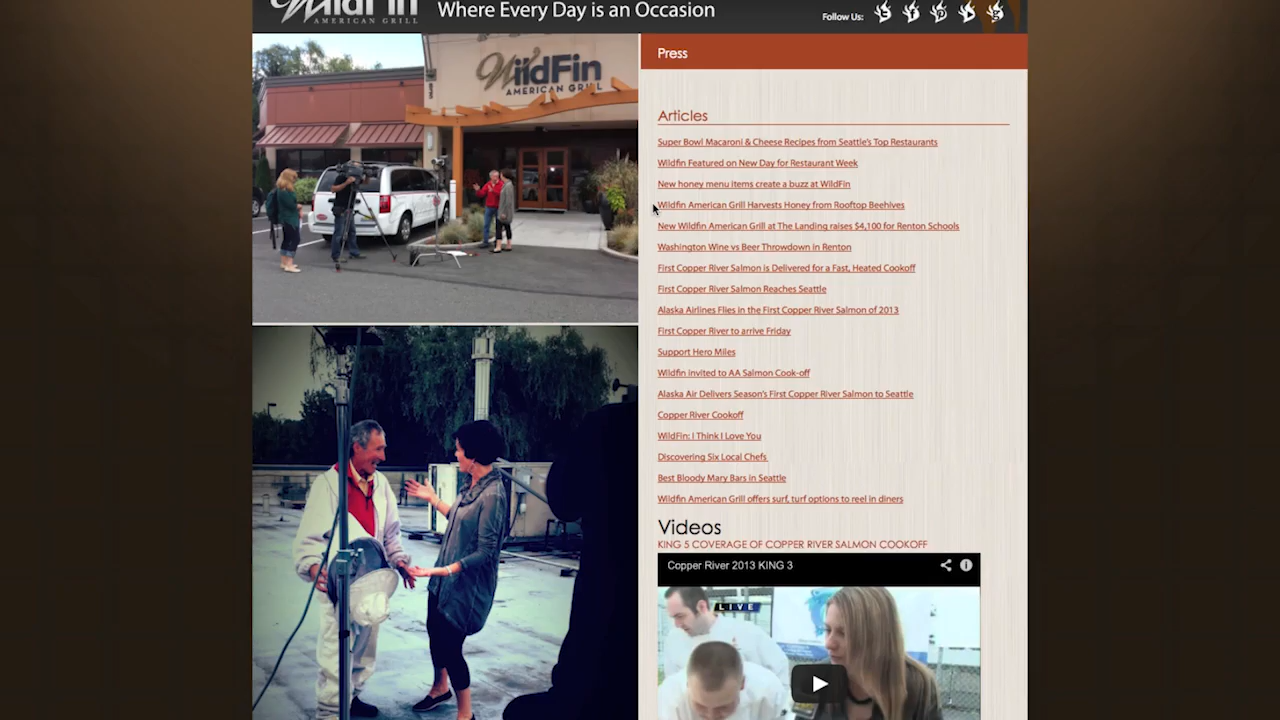 WildFin
AMERICAN GRILL
Where Every Day is an Occasion
Follow Us:
WildFin
AMERICAN GRILL
Press
Articles
Super Bowl Macaroni & Cheese Recipes from Seattle's Top Restaurants
Wildfin Featured on New Day for Restaurant Week
New honey menu items create a buzz at WildFin
Wildfin American Grill Harvests Honey from Rooftop Beehives
New Wildfin American Grill at The Landing raises $4,100 for Renton Schools
Washington Wine vs Beer Throwdown in Renton
First Copper River Salmon is Delivered for a Fast, Heated Cookoff
First Copper River Salmon Reaches Seattle
Alaska Airlines Flies in the First Copper River Salmon of 2013
First Copper River to arrive Friday
Support Hero Miles
Wildfin invited to AA Salmon Cook-off
Alaska Air Delivers Season's First Copper River Salmon to Seattle
Copper River Cookoff
WildFin: I Think I Love You
Discovering Six Local Chefs
Best Bloody Mary Bars in Seattle
Wildfin American Grill offers surf, turf options to reel in diners
Videos
KING 5 COVERAGE OF COPPER RIVER SALMON COOKOFF
Copper River 2013 KING 3
LIVE